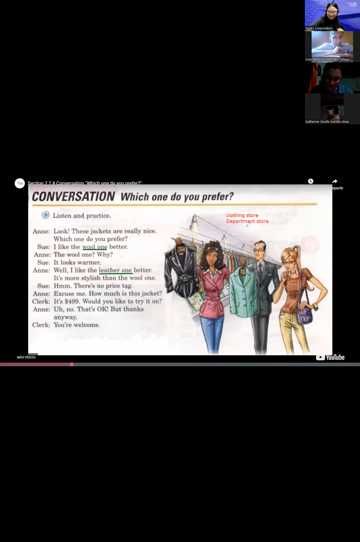 Section 7.7.8 Conversation "Which one do you prefer?"
CONVERSATION Which one do you prefer?
Listen and practice.
clothing store
Department store
Anne: Look! These jackets are really nice.
Which one do you prefer?
Sue: I like the wool one better.
Anne: The wool one? Why?
Sue: It looks warmer.
Anne: Well, I like the leather one better.
It's more stylish than the wool one.
Sue: Hmm. There's no price tag.
Anne: Excuse me. How much is this jacket?
Clerk: It's $499. Would you like to try it on?
Anne: Uh, no. That's OK! But thanks
anyway.
Clerk: You're welcome.
MÁS VIDEOS
YouTube